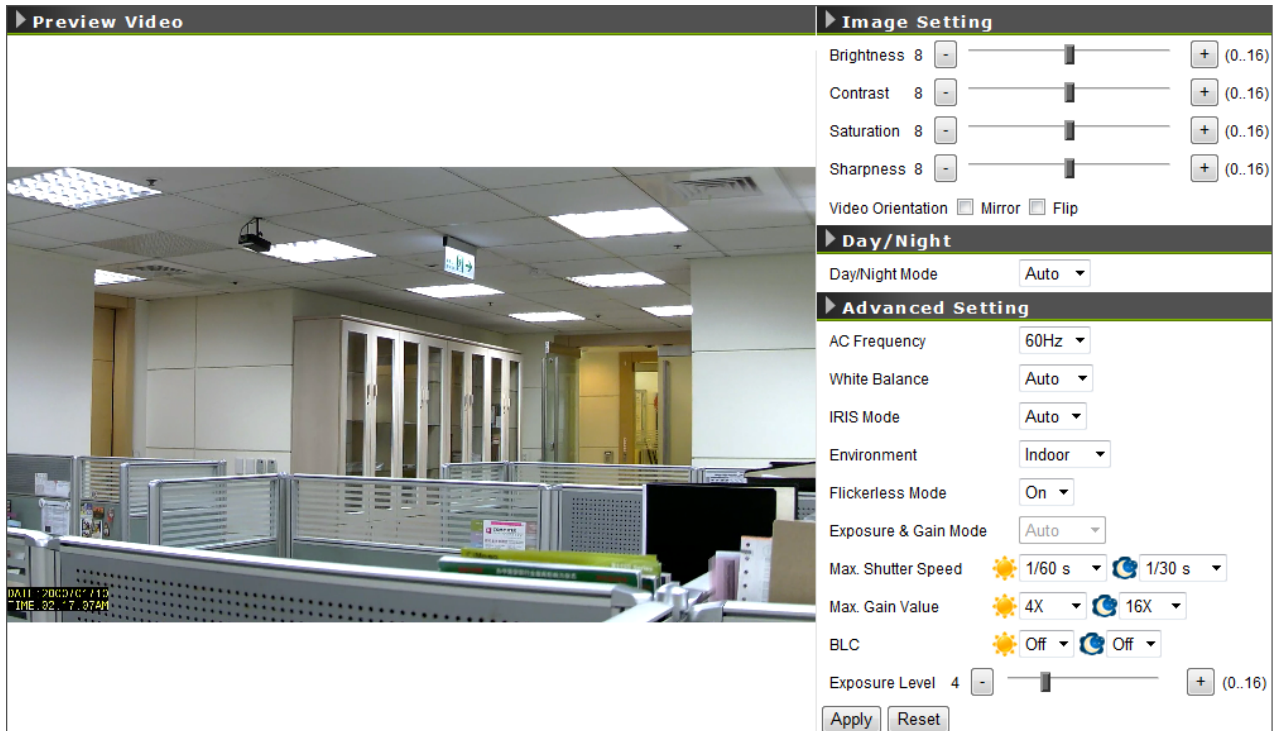 Preview Video
Image Setting
Brightness 8 - + (0..16)
Contrast 8 - + (0..16)
Saturation 8 - + (0..16)
Sharpness 8 - + (0..16)
Video Orientation Mirror Flip
Day/Night
Day/Night Mode Auto
Advanced Setting
AC Frequency 60Hz
White Balance Auto
IRIS Mode Auto
Environment Indoor
Flickerless Mode On
Exposure & Gain Mode Auto
Max. Shutter Speed 1/60 s 1/30 s
Max. Gain Value 4X 16X
BLC Off Off
Exposure Level 4 - + (0..16)
Apply Reset